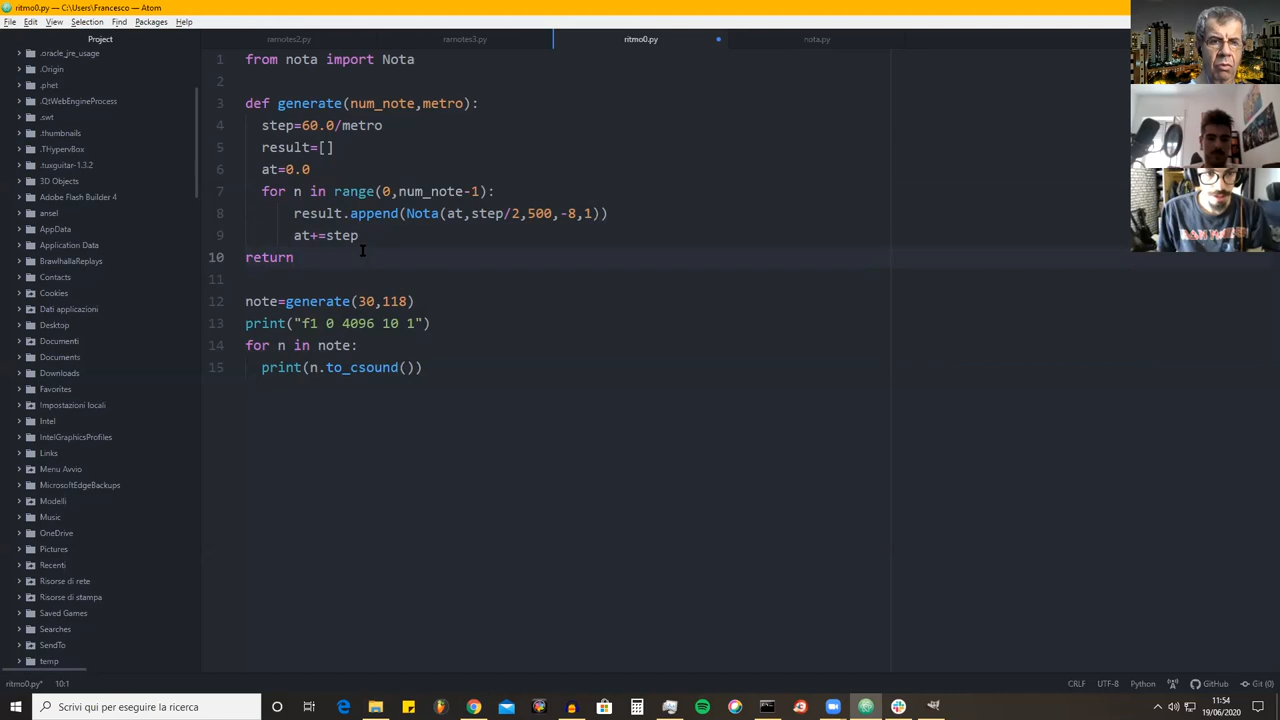 ritmo0.py — C:\Users\Francesco — Atom
File Edit View Selection Find Packages Help
Project
ramotes2.py
ramotes3.py
ritmo0.py
nota.py
.oracle_jre_usage
.Origin
.phet
.QtWebEngineProcess
.swt
.thumbnails
.THypervBox
.tuxguitar-1.3.2
3D Objects
Adobe Flash Builder 4
ansel
AppData
Application Data
BrawlhallaReplays
Contacts
Cookies
Dati applicazioni
Desktop
Documenti
Documents
Downloads
Favorites
Impostazioni locali
Intel
IntelGraphicsProfiles
Links
Menu Avvio
MicrosoftEdgeBackups
Modelli
Music
OneDrive
Pictures
Recenti
Risorse di rete
Risorse di stampa
Saved Games
Searches
SendTo
temp
1 from nota import Nota
2
3 def generate(num_note,metro):
4 step=60.0/metro
5 result=[]
6 at=0.0
7 for n in range(0,num_note-1):
8 result.append(Nota(at,step/2,500,-8,1))
9 at+=step
10 return
11
12 note=generate(30,118)
13 print("f1 0 4096 10 1")
14 for n in note:
15 print(n.to_csound())
ritmo0.py* 10:1
CRLF UTF-8 Python GitHub Git (0)
Scrivi qui per eseguire la ricerca
11:54
19/06/2020